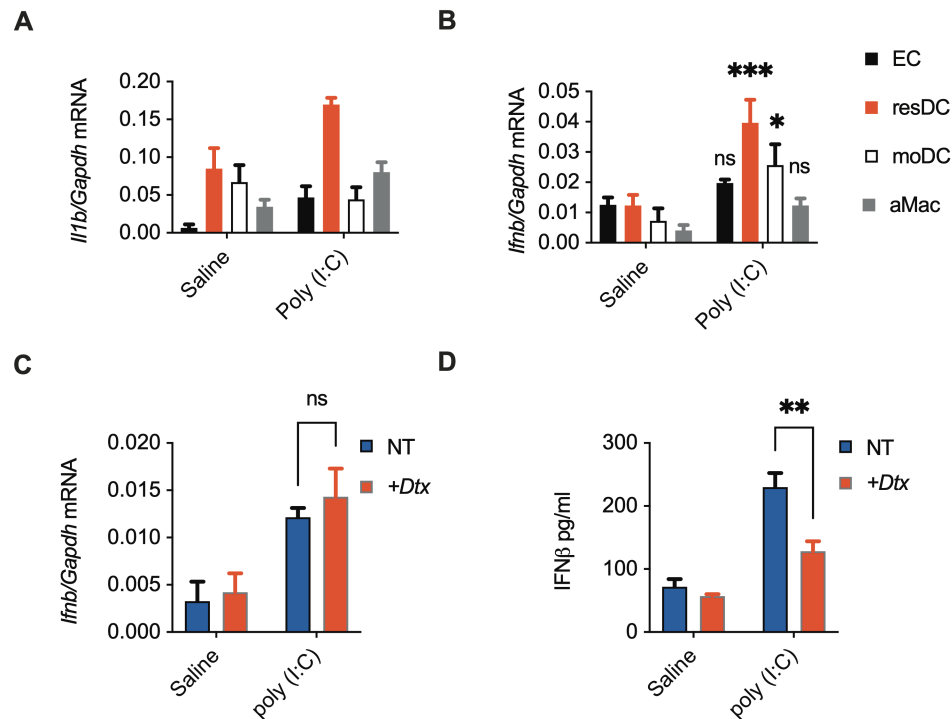 A
Il1b/Gapdh mRNA
0.20
0.15
0.10
0.05
0.00
Saline
Poly (I:C)
B
Ifnb/Gapdh mRNA
0.05
0.04
0.03
0.02
0.01
0.00
ns
***
*
ns
Saline
Poly (I:C)
EC
resDC
moDC
aMac
C
Ifnb/Gapdh mRNA
0.020
0.015
0.010
0.005
0.000
ns
NT
+Dtx
Saline
poly (I:C)
D
IFNβ pg/ml
300
200
100
0
**
NT
+Dtx
Saline
poly (I:C)